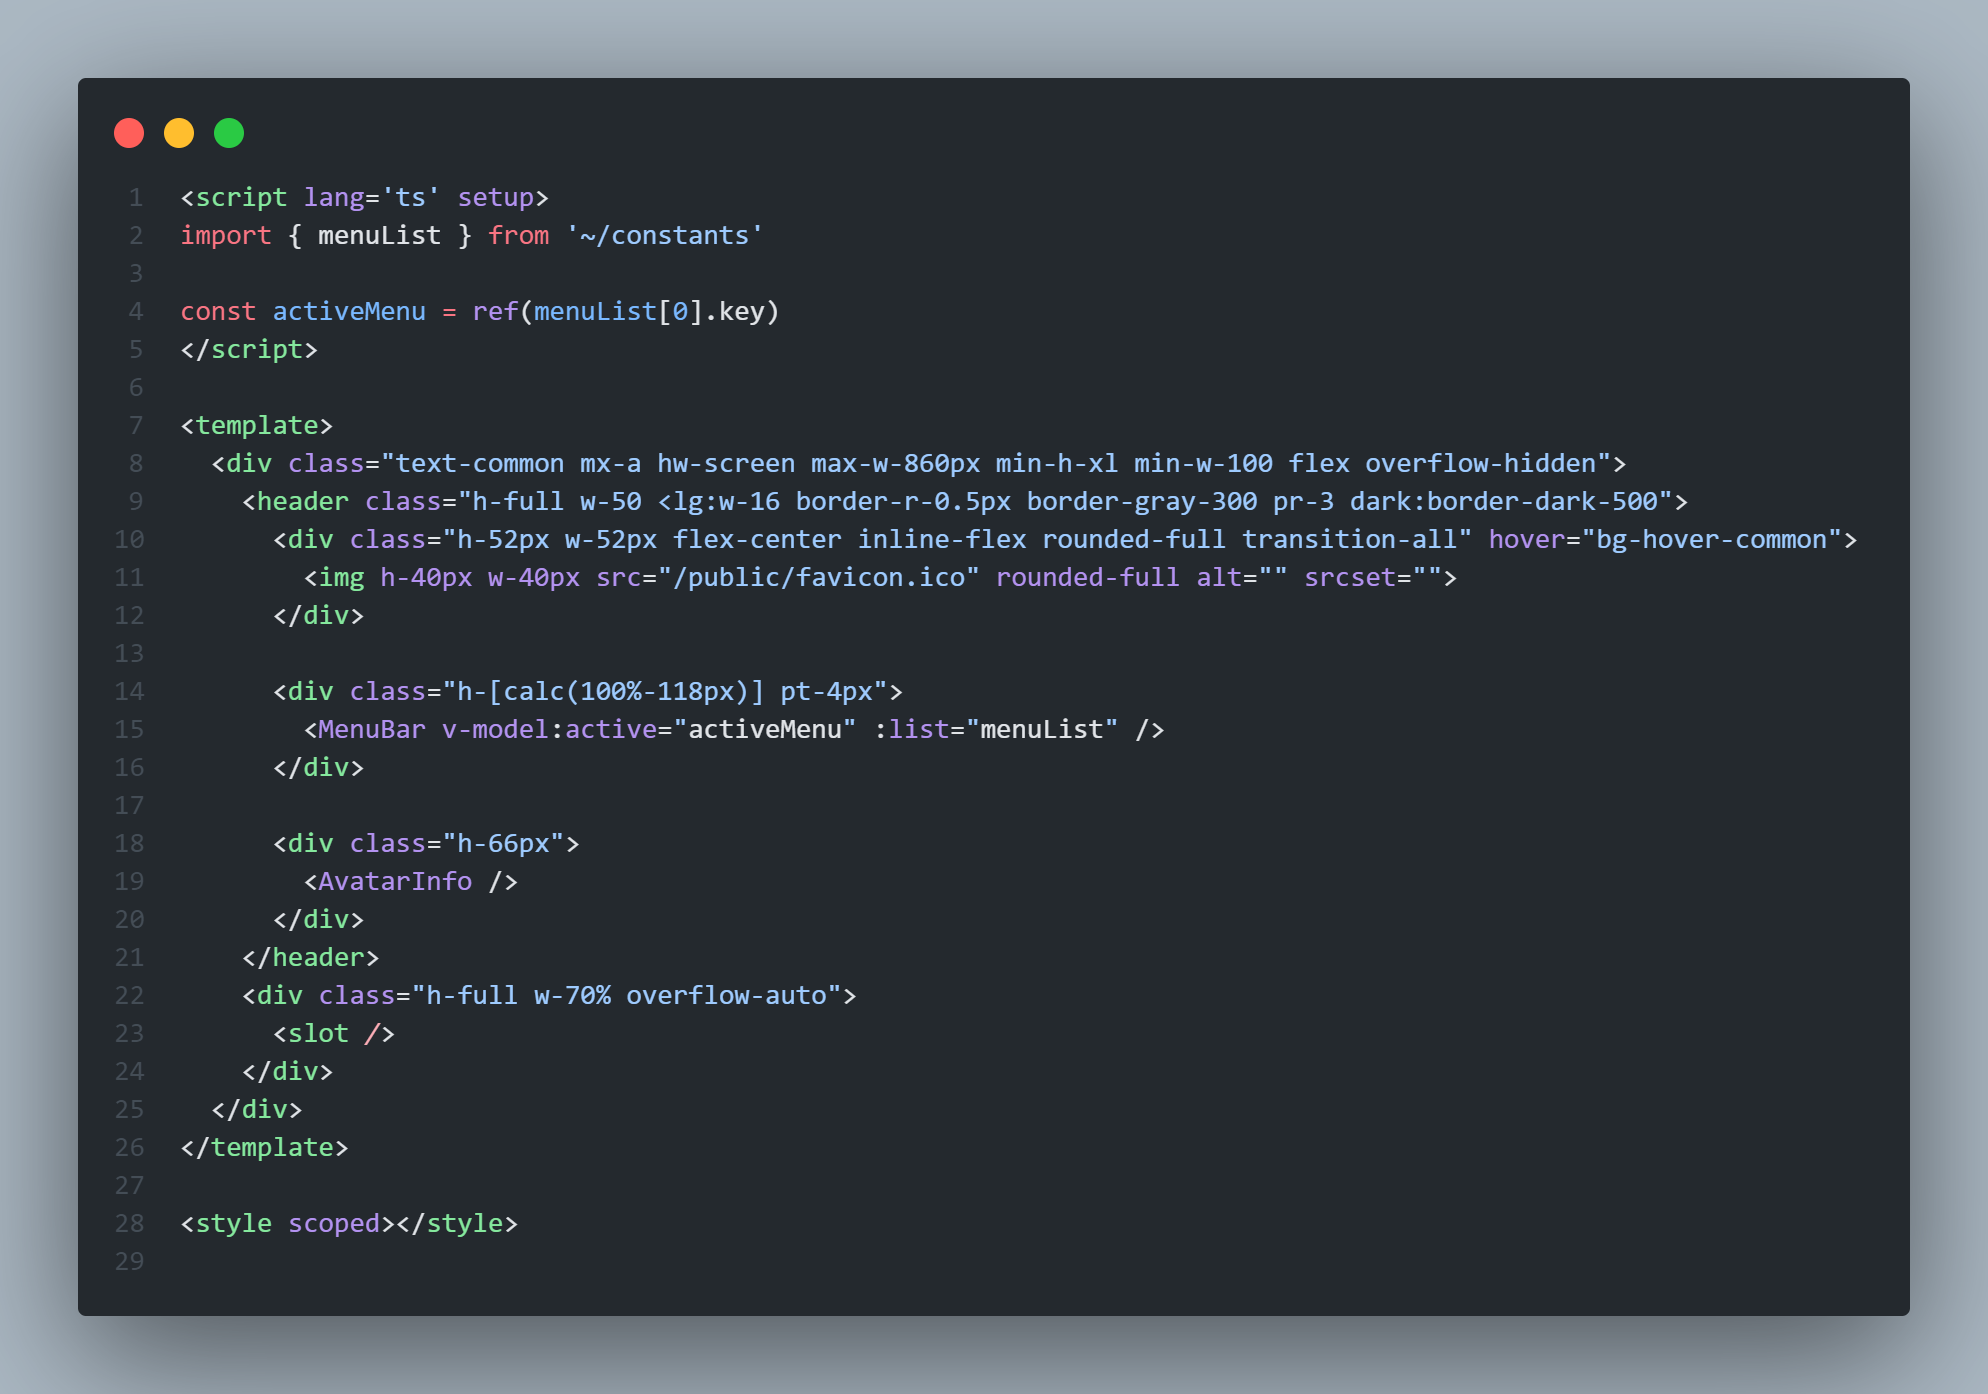 1 <script lang='ts' setup>
2 import { menuList } from '~/constants'
3
4 const activeMenu = ref(menuList[0].key)
5 </script>
6
7 <template>
8   <div class="text-common mx-a hw-screen max-w-860px min-h-xl min-w-100 flex overflow-hidden">
9     <header class="h-full w-50 <lg:w-16 border-r-0.5px border-gray-300 pr-3 dark:border-dark-500">
10       <div class="h-52px w-52px flex-center inline-flex rounded-full transition-all" hover="bg-hover-common">
11         <img h-40px w-40px src="/public/favicon.ico" rounded-full alt="" srcset="">
12       </div>
13
14       <div class="h-[calc(100%-118px)] pt-4px">
15         <MenuBar v-model:active="activeMenu" :list="menuList" />
16       </div>
17
18       <div class="h-66px">
19         <AvatarInfo />
20       </div>
21     </header>
22     <div class="h-full w-70% overflow-auto">
23       <slot />
24     </div>
25   </div>
26 </template>
27
28 <style scoped></style>
29